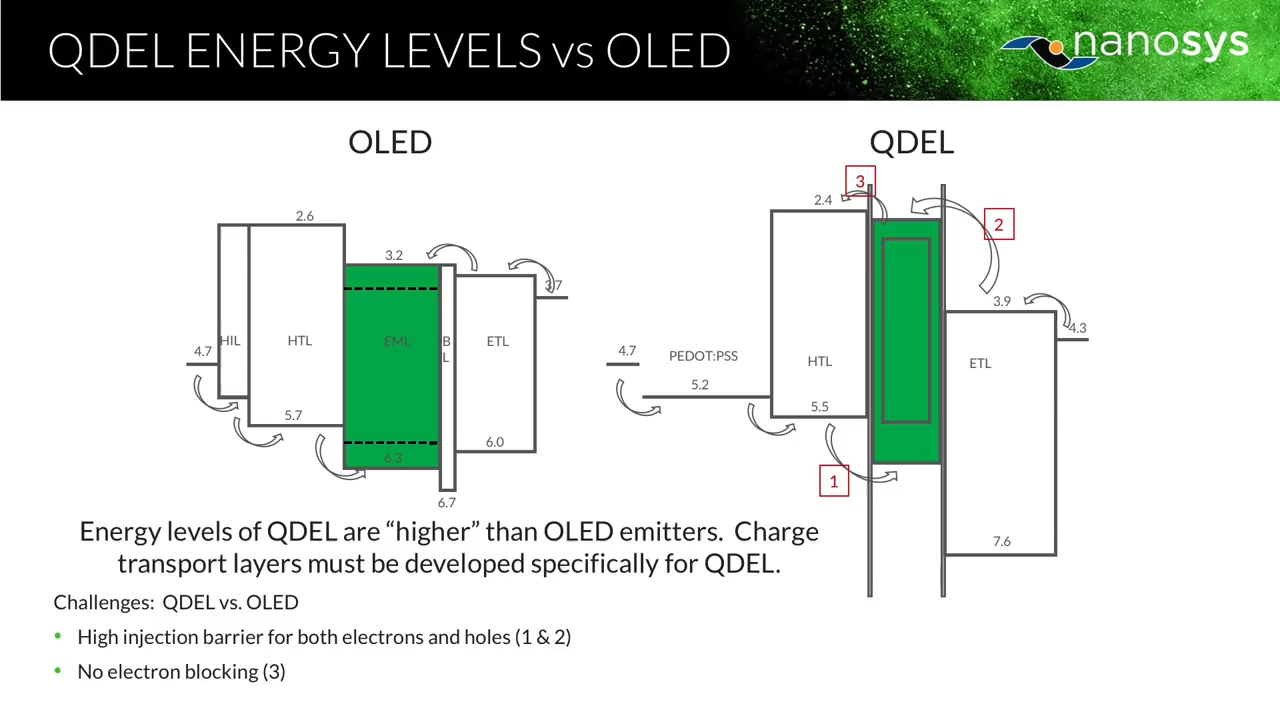 QDEL ENERGY LEVELS vs OLED
nanosys
OLED
QDEL
2.6
3.2
3.7
HIL
HTL
EML
B
L
ETL
4.7
5.7
6.3
6.0
6.7
3
2.4
2
3.9
4.3
4.7
PEDOT:PSS
HTL
ETL
5.2
5.5
1
7.6
Energy levels of QDEL are “higher” than OLED emitters. Charge
transport layers must be developed specifically for QDEL.
Challenges: QDEL vs. OLED
• High injection barrier for both electrons and holes (1 & 2)
• No electron blocking (3)